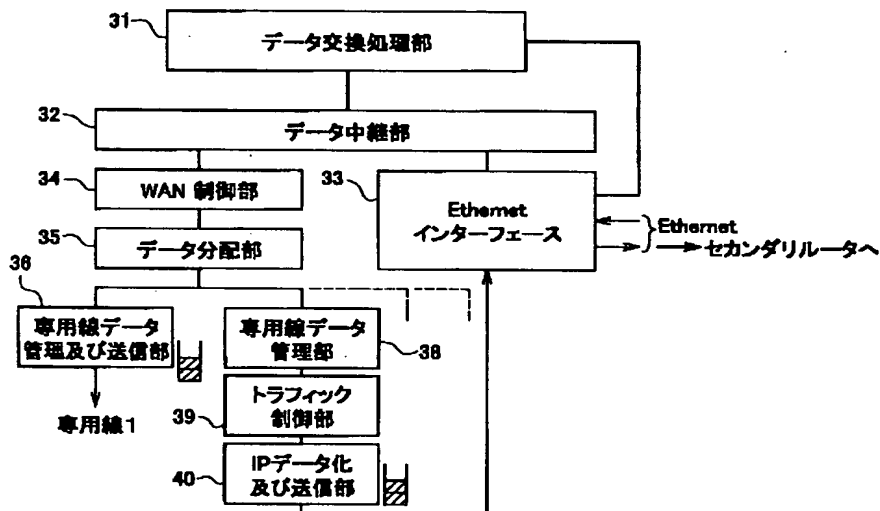 31
データ交換処理部
32
データ中継部
34
WAN 制御部
33
Ethernet
インターフェース
Ethernet
セカンダリルータへ
35
データ分配部
36
専用線データ
管理及び送信部
専用線データ
管理部
38
専用線1
トラフィック
制御部
39
IPデータ化
及び送信部
40